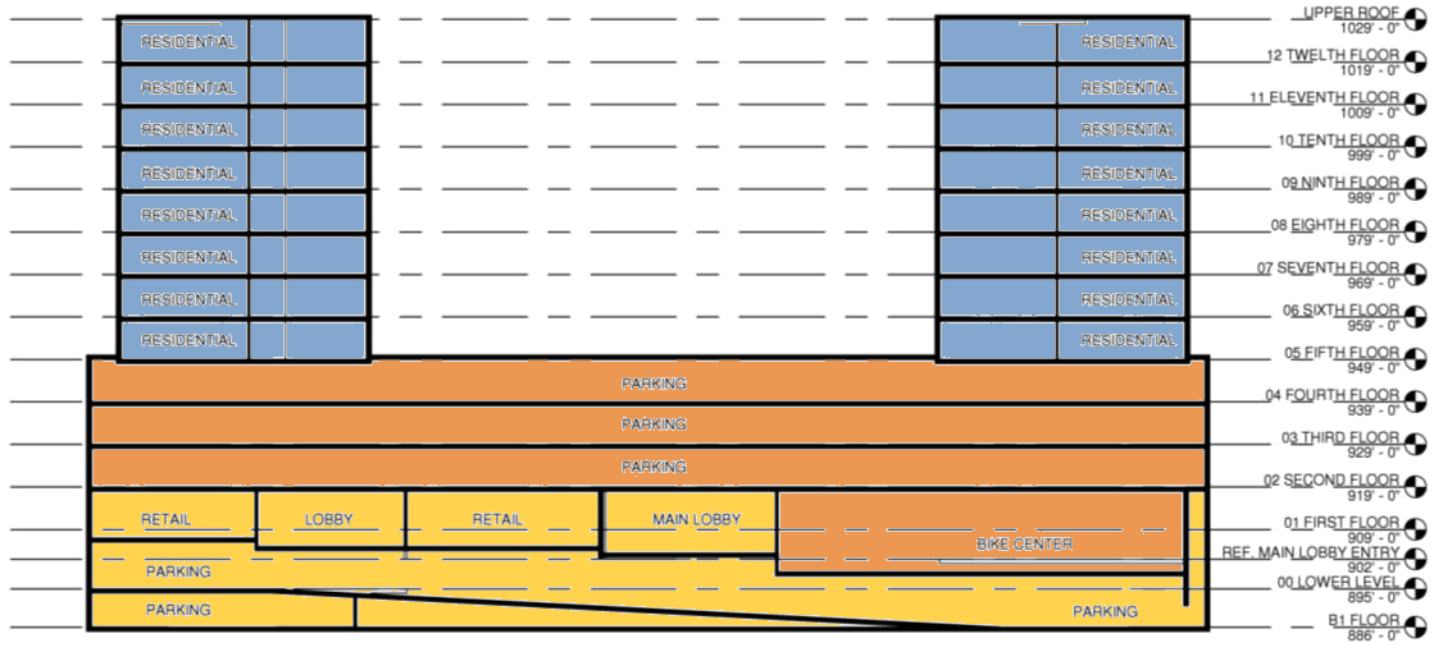 UPPER ROOF
1029' - 0"
RESIDENTIAL RESIDENTIAL
12 TWELTH FLOOR
1019' - 0"
RESIDENTIAL RESIDENTIAL
11 ELEVENTH FLOOR
1009' - 0"
RESIDENTIAL RESIDENTIAL
10 TENTH FLOOR
999' - 0"
RESIDENTIAL RESIDENTIAL
09 NINTH FLOOR
989' - 0"
RESIDENTIAL RESIDENTIAL
08 EIGHTH FLOOR
979' - 0"
RESIDENTIAL RESIDENTIAL
07 SEVENTH FLOOR
969' - 0"
RESIDENTIAL RESIDENTIAL
06 SIXTH FLOOR
959' - 0"
RESIDENTIAL RESIDENTIAL
05 FIFTH FLOOR
949' - 0"
PARKING
04 FOURTH FLOOR
939' - 0"
PARKING
03 THIRD FLOOR
929' - 0"
PARKING
02 SECOND FLOOR
919' - 0"
RETAIL LOBBY RETAIL MAIN LOBBY
01 FIRST FLOOR
909' - 0"
BIKE CENTER
REF. MAIN LOBBY ENTRY
902' - 0"
PARKING
00 LOWER LEVEL
895' - 0"
PARKING PARKING
B1 FLOOR
886' - 0"